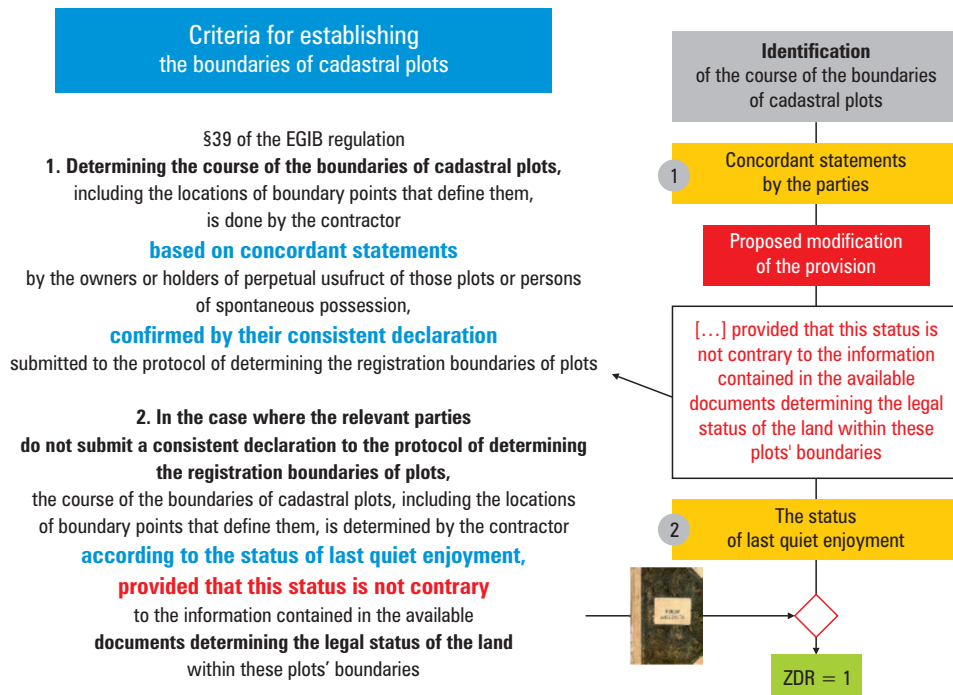 Criteria for establishing
the boundaries of cadastral plots
§39 of the EGIB regulation
1. Determining the course of the boundaries of cadastral plots,
including the locations of boundary points that define them,
is done by the contractor
based on concordant statements
by the owners or holders of perpetual usufruct of those plots or persons
of spontaneous possession,
confirmed by their consistent declaration
submitted to the protocol of determining the registration boundaries of plots
2. In the case where the relevant parties
do not submit a consistent declaration to the protocol of determining
the registration boundaries of plots,
the course of the boundaries of cadastral plots, including the locations
of boundary points that define them, is determined by the contractor
according to the status of last quiet enjoyment,
provided that this status is not contrary
to the information contained in the available
documents determining the legal status of the land
within these plots' boundaries
Identification
of the course of the boundaries
of cadastral plots
1
Concordant statements
by the parties
Proposed modification
of the provision
[…] provided that this status is
not contrary to the information
contained in the available
documents determining the legal
status of the land within these
plots' boundaries
2
The status
of last quiet enjoyment
ZDR = 1